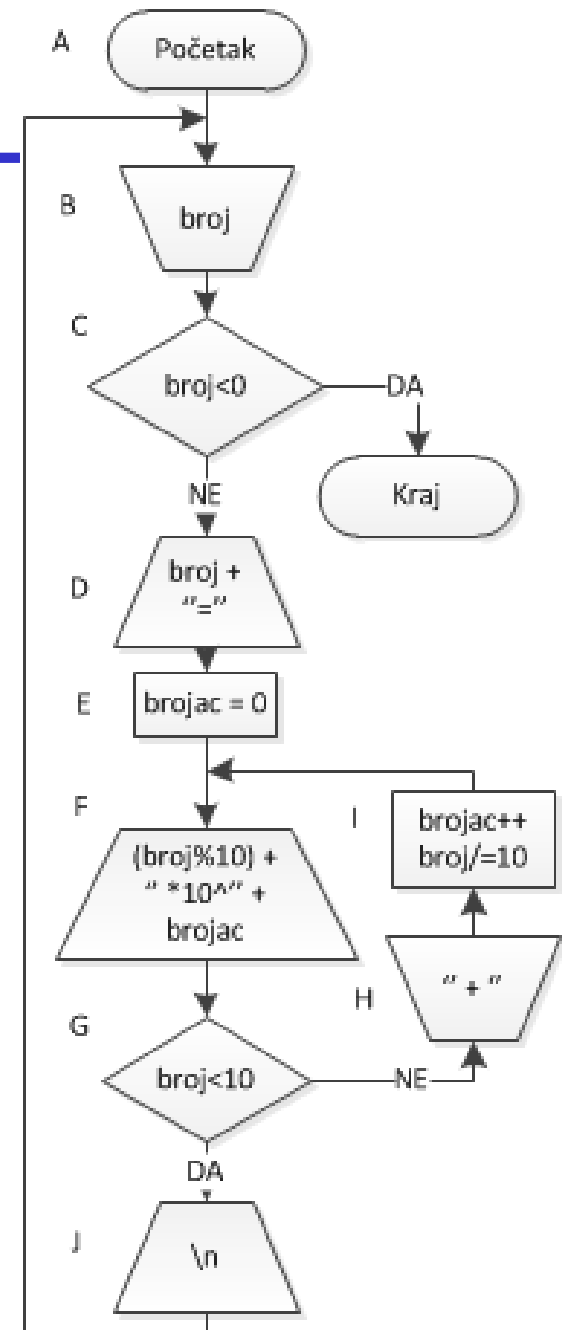 A
Početak
B
broj
C
broj<0
DA
Kraj
NE
D
broj +
"="
E
brojac = 0
F
(broj%10) +
" *10^" +
brojac
I
brojac++
broj/=10
H
" + "
G
broj<10
NE
DA
J
\n